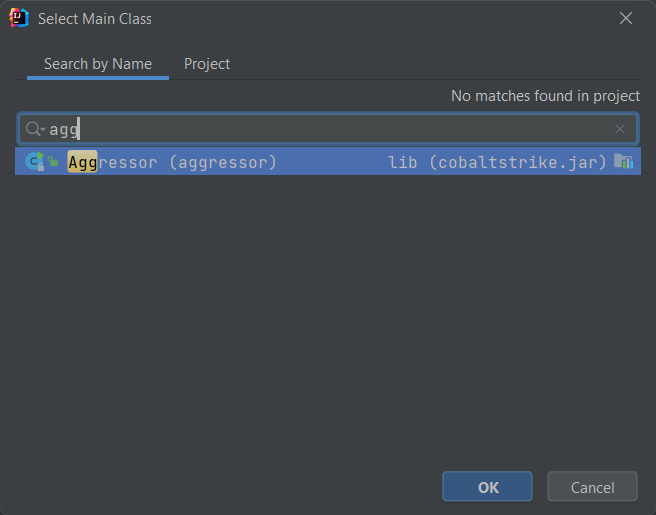 Select Main Class
Search by Name Project
No matches found in project
agg
Aggressor (aggressor) lib (cobaltstrike.jar)
OK Cancel